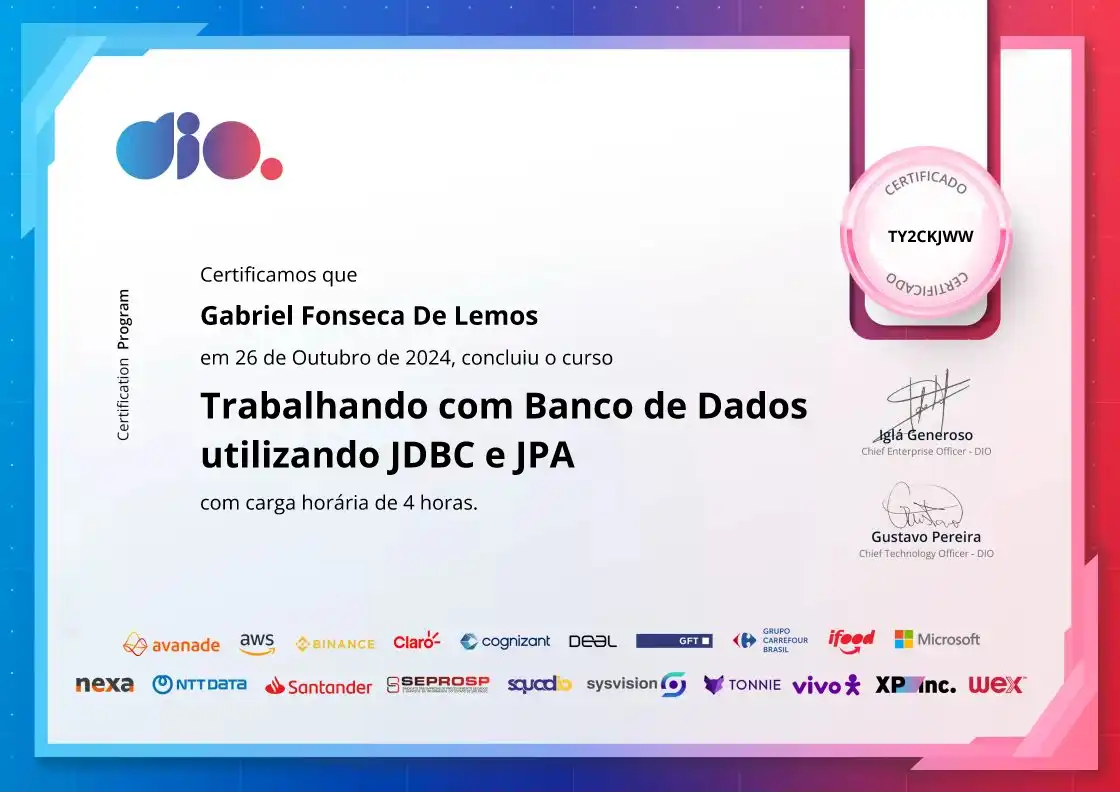 dio.
CERTIFICADO
TY2CKJWW
CERTIFICADO
Certification Program
Certificamos que
Gabriel Fonseca De Lemos
em 26 de Outubro de 2024, concluiu o curso
Trabalhando com Banco de Dados
utilizando JDBC e JPA
com carga horária de 4 horas.
Iglá Generoso
Chief Enterprise Officer - DIO
Gustavo Pereira
Chief Technology Officer - DIO
avanade aws BINANCE Claro cognizant DEAL GFT GRUPO CARREFOUR BRASIL ifood Microsoft
nexa NTT DATA Santander SEPROSP squadio sysvision TONNIE vivo XP inc. wex